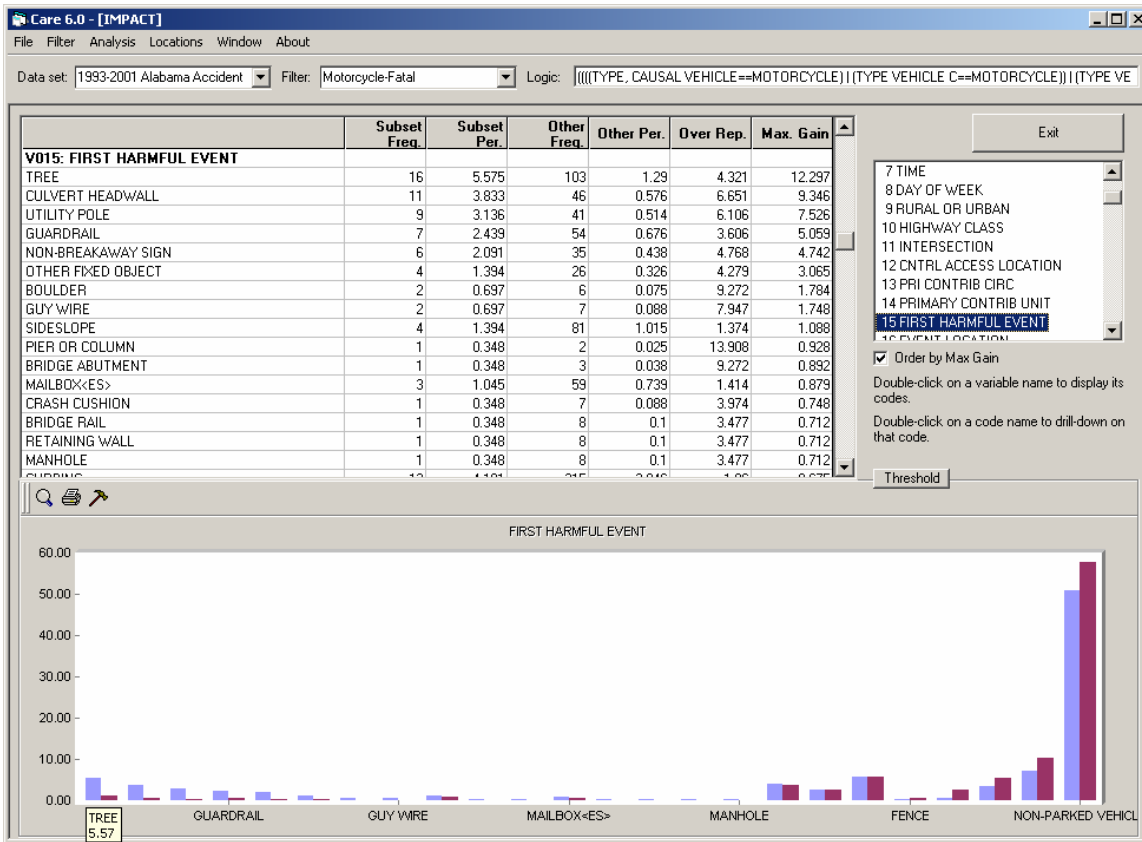 Care 6.0 - [IMPACT]
File Filter Analysis Locations Window About
Data set: 1993-2001 Alabama Accident Filter: Motorcycle-Fatal Logic: ((((TYPE, CAUSAL VEHICLE==MOTORCYCLE) | (TYPE VEHICLE C==MOTORCYCLE)) | (TYPE VE
Subset Freq. Subset Per. Other Freq. Other Per. Over Rep. Max. Gain
V015: FIRST HARMFUL EVENT
TREE 16 5.575 103 1.29 4.321 12.297
CULVERT HEADWALL 11 3.833 46 0.576 6.651 9.346
UTILITY POLE 9 3.136 41 0.514 6.106 7.526
GUARDRAIL 7 2.439 54 0.676 3.606 5.059
NON-BREAKAWAY SIGN 6 2.091 35 0.438 4.768 4.742
OTHER FIXED OBJECT 4 1.394 26 0.326 4.279 3.065
BOULDER 2 0.697 6 0.075 9.272 1.784
GUY WIRE 2 0.697 7 0.088 7.947 1.748
SIDESLOPE 4 1.394 81 1.015 1.374 1.088
PIER OR COLUMN 1 0.348 2 0.025 13.908 0.928
BRIDGE ABUTMENT 1 0.348 3 0.038 9.272 0.892
MAILBOX<ES> 3 1.045 59 0.739 1.414 0.879
CRASH CUSHION 1 0.348 7 0.088 3.974 0.748
BRIDGE RAIL 1 0.348 8 0.1 3.477 0.712
RETAINING WALL 1 0.348 8 0.1 3.477 0.712
MANHOLE 1 0.348 8 0.1 3.477 0.712
Exit
7 TIME
8 DAY OF WEEK
9 RURAL OR URBAN
10 HIGHWAY CLASS
11 INTERSECTION
12 CNTRL ACCESS LOCATION
13 PRI CONTRIB CIRC
14 PRIMARY CONTRIB UNIT
15 FIRST HARMFUL EVENT
16 EVENT LOCATION
Order by Max Gain
Double-click on a variable name to display its
codes.
Double-click on a code name to drill-down on
that code.
Threshold
FIRST HARMFUL EVENT
60.00
50.00
40.00
30.00
20.00
10.00
0.00
TREE
5.57
GUARDRAIL GUY WIRE MAILBOX<ES> MANHOLE FENCE NON-PARKED VEHICL